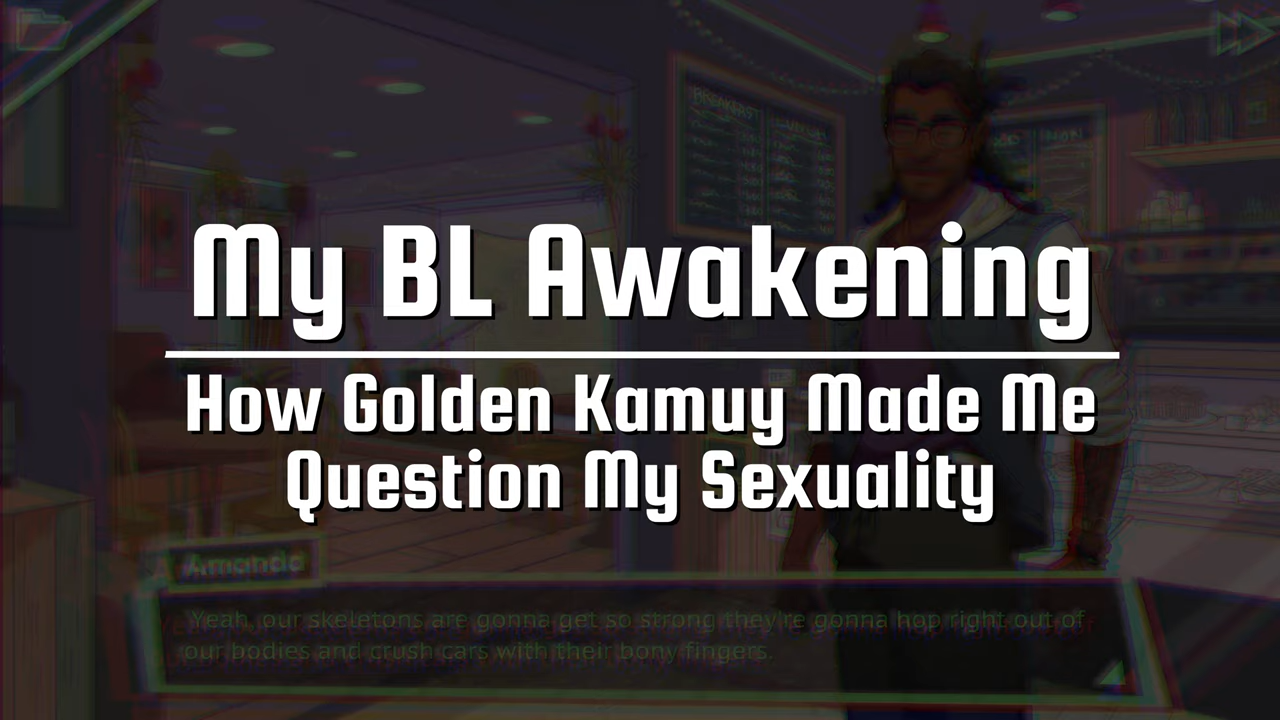 BREAKFAST
My BL Awakening
How Golden Kamuy Made Me
Question My Sexuality
Amanda
Yeah, our skeletons are gonna get so strong they're gonna hop right out of
our bodies and crush cars with their bony fingers.